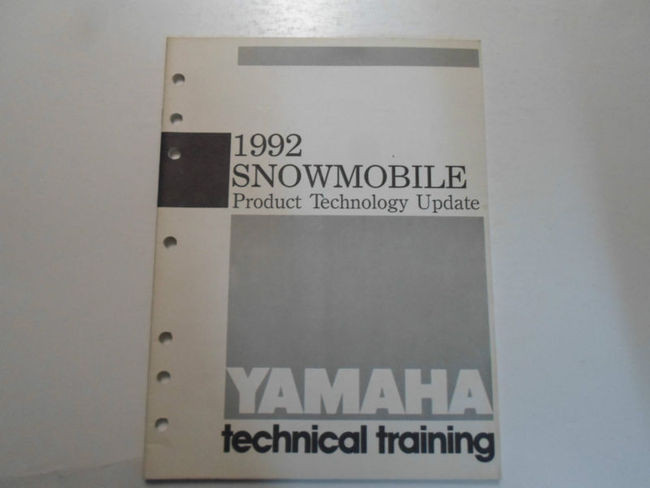 1992
SNOWMOBILE
Product Technology Update
YAMAHA
technical training